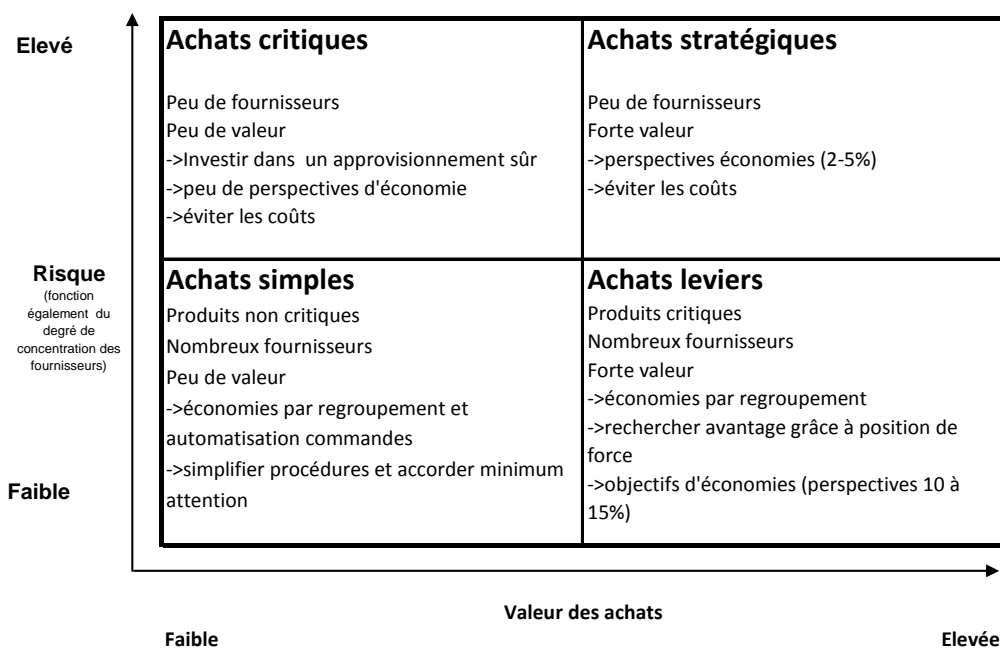 Elevé
Achats critiques
Peu de fournisseurs
Peu de valeur
->Investir dans  un approvisionnement sûr
->peu de perspectives d'économie
->éviter les coûts
Achats stratégiques
Peu de fournisseurs
Forte valeur
->perspectives économies (2-5%)
->éviter les coûts
Risque
(fonction
également  du
degré de
concentration des
fournisseurs)
Achats simples
Produits non critiques
Nombreux fournisseurs
Peu de valeur
->économies par regroupement et
automatisation commandes
->simplifier procédures et accorder minimum
attention
Achats leviers
Produits critiques
Nombreux fournisseurs
Forte valeur
->économies par regroupement
->rechercher avantage grâce à position de
force
->objectifs d'économies (perspectives 10 à
15%)
Faible
Valeur des achats
Faible
Elevée